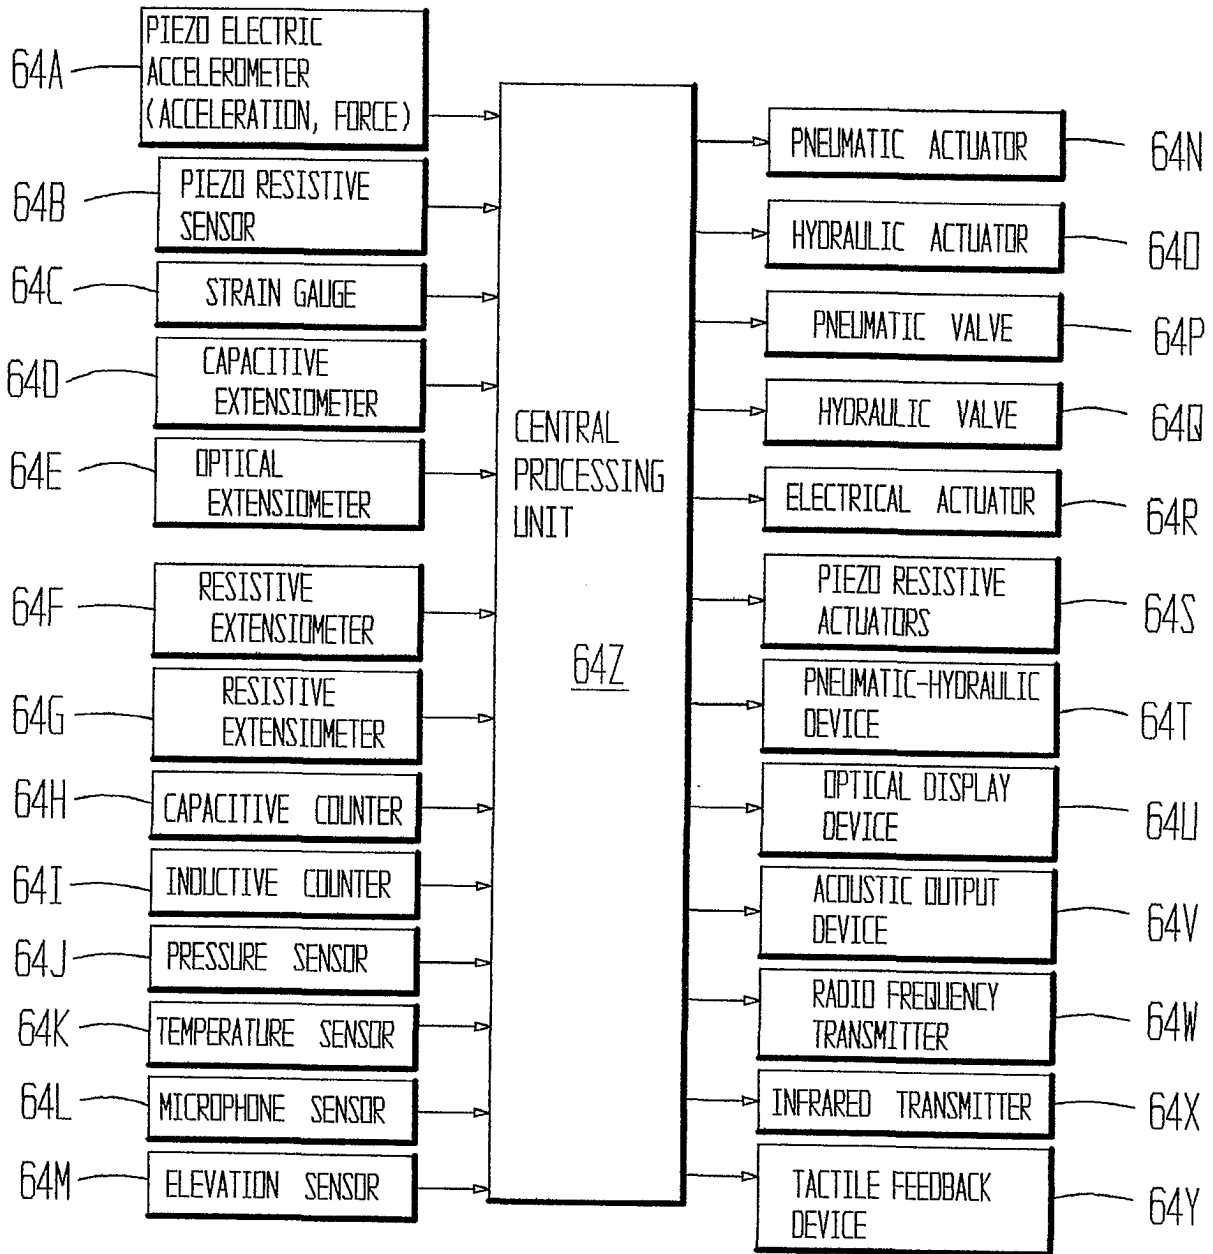 64A
PIEZO ELECTRIC
ACCELEROMETER
(ACCELERATION, FORCE)
64B
PIEZO RESISTIVE
SENSOR
64C
STRAIN GAUGE
64D
CAPACITIVE
EXTENSIOMETER
64E
OPTICAL
EXTENSIOMETER
64F
RESISTIVE
EXTENSIOMETER
64G
RESISTIVE
EXTENSIOMETER
64H
CAPACITIVE COUNTER
64I
INDUCTIVE COUNTER
64J
PRESSURE SENSOR
64K
TEMPERATURE SENSOR
64L
MICROPHONE SENSOR
64M
ELEVATION SENSOR
CENTRAL
PROCESSING
UNIT
64Z
PNEUMATIC ACTUATOR
64N
HYDRAULIC ACTUATOR
64O
PNEUMATIC VALVE
64P
HYDRAULIC VALVE
64Q
ELECTRICAL ACTUATOR
64R
PIEZO RESISTIVE
ACTUATORS
64S
PNEUMATIC-HYDRAULIC
DEVICE
64T
OPTICAL DISPLAY
DEVICE
64U
ACOUSTIC OUTPUT
DEVICE
64V
RADIO FREQUENCY
TRANSMITTER
64W
INFRARED TRANSMITTER
64X
TACTILE FEEDBACK
DEVICE
64Y